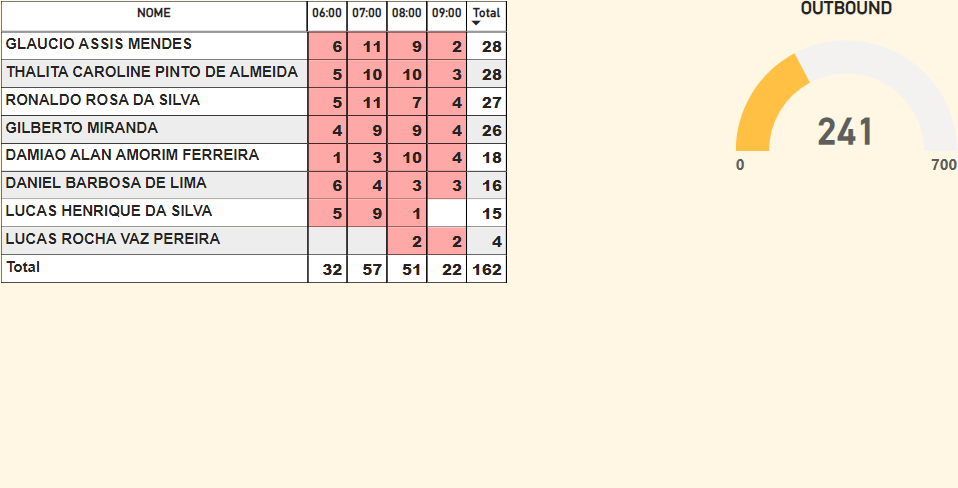 NOME 06:00 07:00 08:00 09:00 Total
GLAUCIO ASSIS MENDES 6 11 9 2 28
THALITA CAROLINE PINTO DE ALMEIDA 5 10 10 3 28
RONALDO ROSA DA SILVA 5 11 7 4 27
GILBERTO MIRANDA 4 9 9 4 26
DAMIAO ALAN AMORIM FERREIRA 1 3 10 4 18
DANIEL BARBOSA DE LIMA 6 4 3 3 16
LUCAS HENRIQUE DA SILVA 5 9 1 15
LUCAS ROCHA VAZ PEREIRA 2 2 4
Total 32 57 51 22 162
OUTBOUND
241
0 700